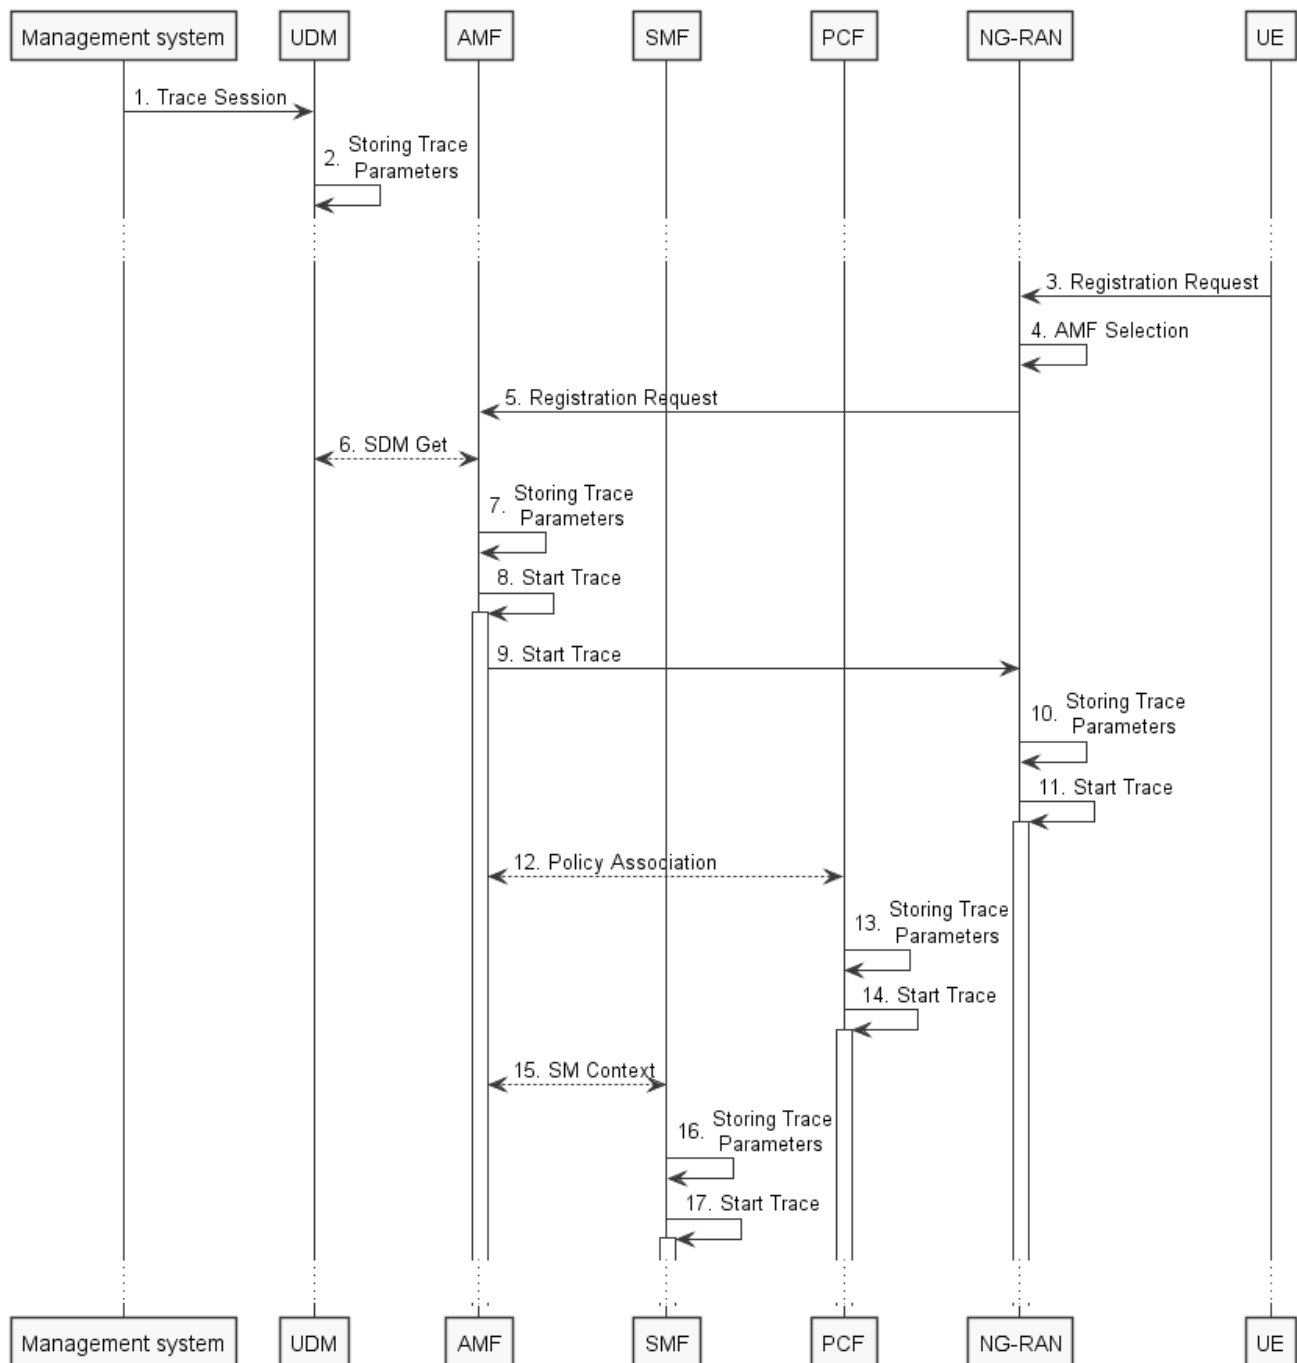 Management system
UDM
AMF
SMF
PCF
NG-RAN
UE
1. Trace Session
2. Storing Trace
Parameters
3. Registration Request
4. AMF Selection
5. Registration Request
6. SDM Get
7. Storing Trace
Parameters
8. Start Trace
9. Start Trace
10. Storing Trace
Parameters
11. Start Trace
12. Policy Association
13. Storing Trace
Parameters
14. Start Trace
15. SM Context
16. Storing Trace
Parameters
17. Start Trace
Management system
UDM
AMF
SMF
PCF
NG-RAN
UE